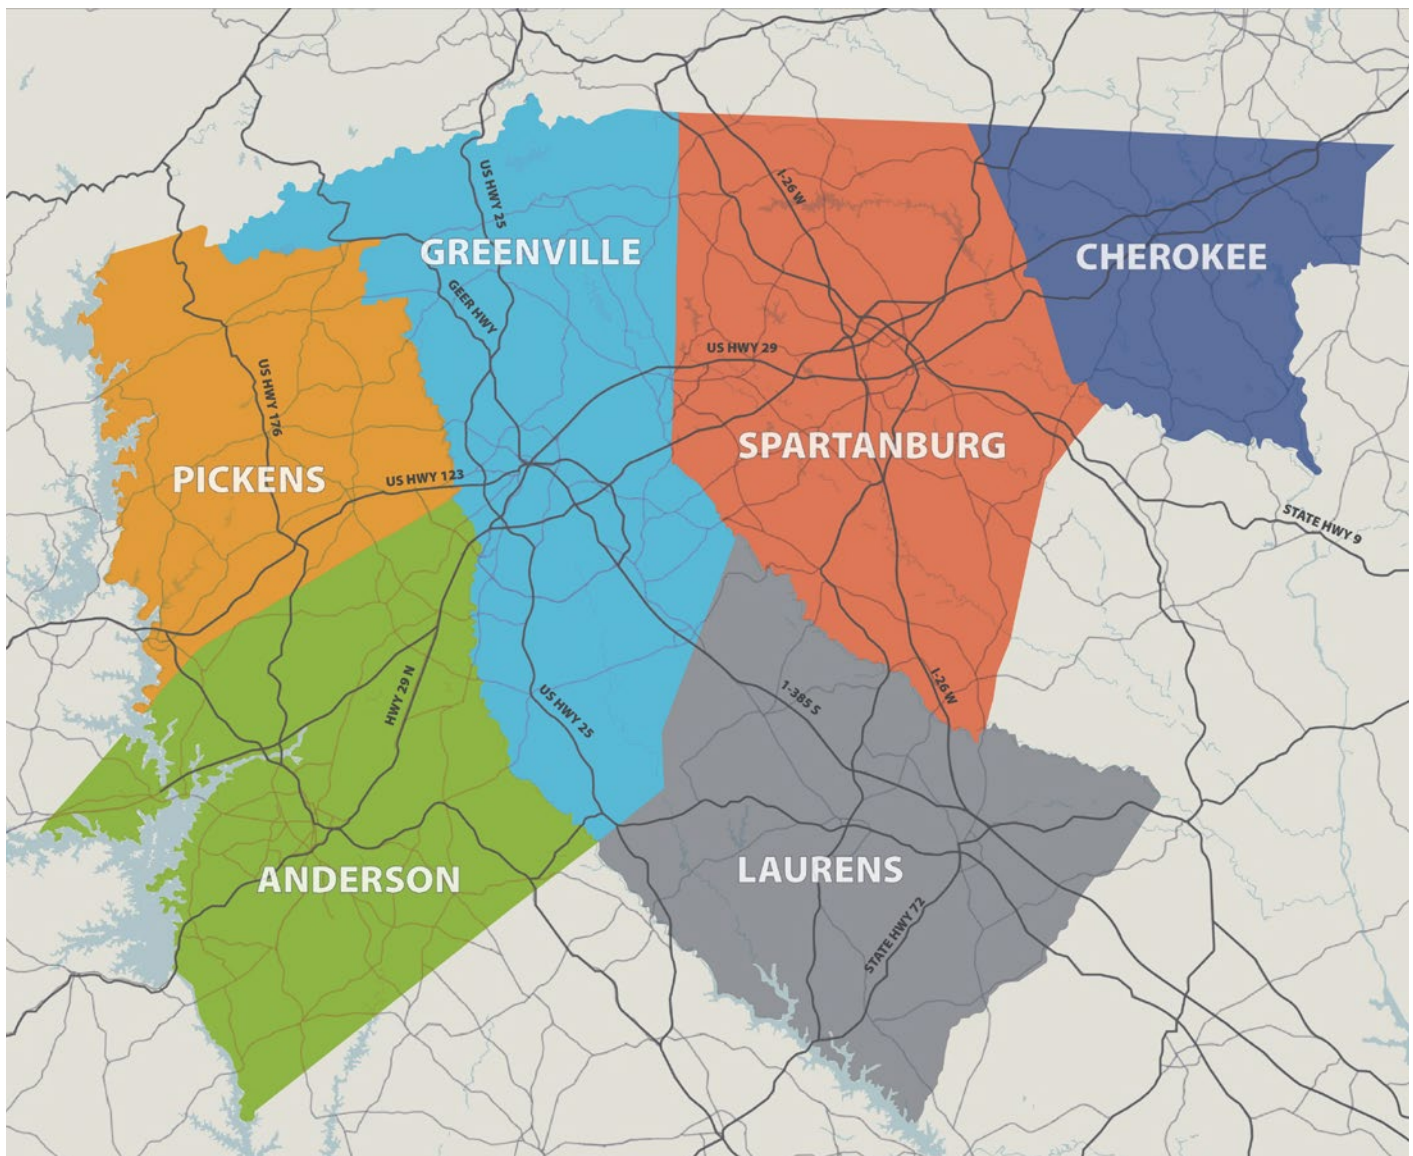 US HWY 25
I-26 W
GREENVILLE
CHEROKEE
GEER HWY
US HWY 29
US HWY 176
SPARTANBURG
PICKENS
US HWY 123
STATE HWY 9
HWY 29 N
US HWY 25
1-385 S
I-26 W
ANDERSON
LAURENS
STATE HWY 72